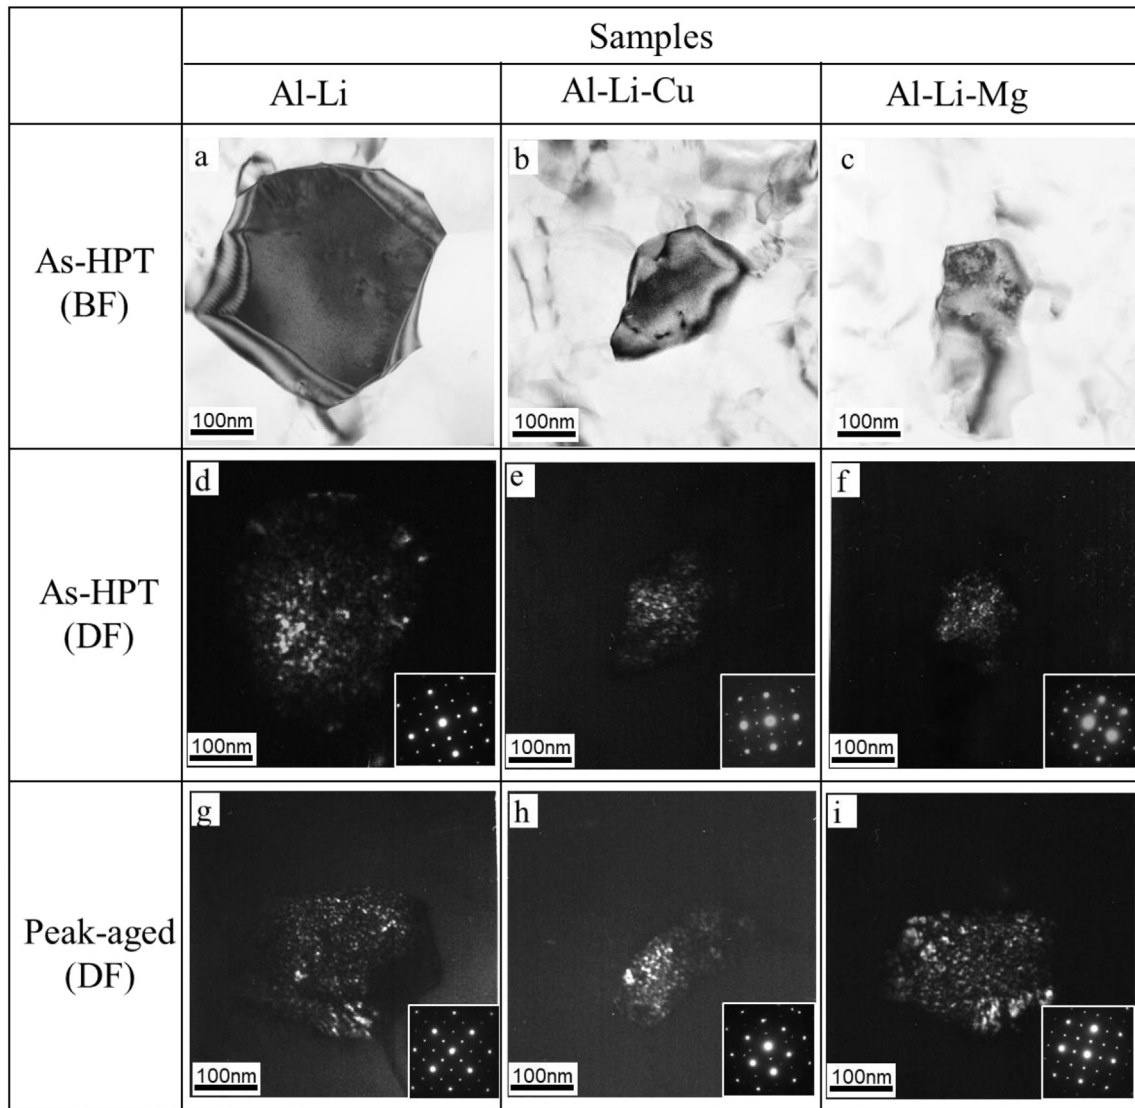 Samples
Al-Li
Al-Li-Cu
Al-Li-Mg
As-HPT
(BF)
a
100nm
b
100nm
c
100nm
As-HPT
(DF)
d
100nm
e
100nm
f
100nm
Peak-aged
(DF)
g
100nm
h
100nm
i
100nm